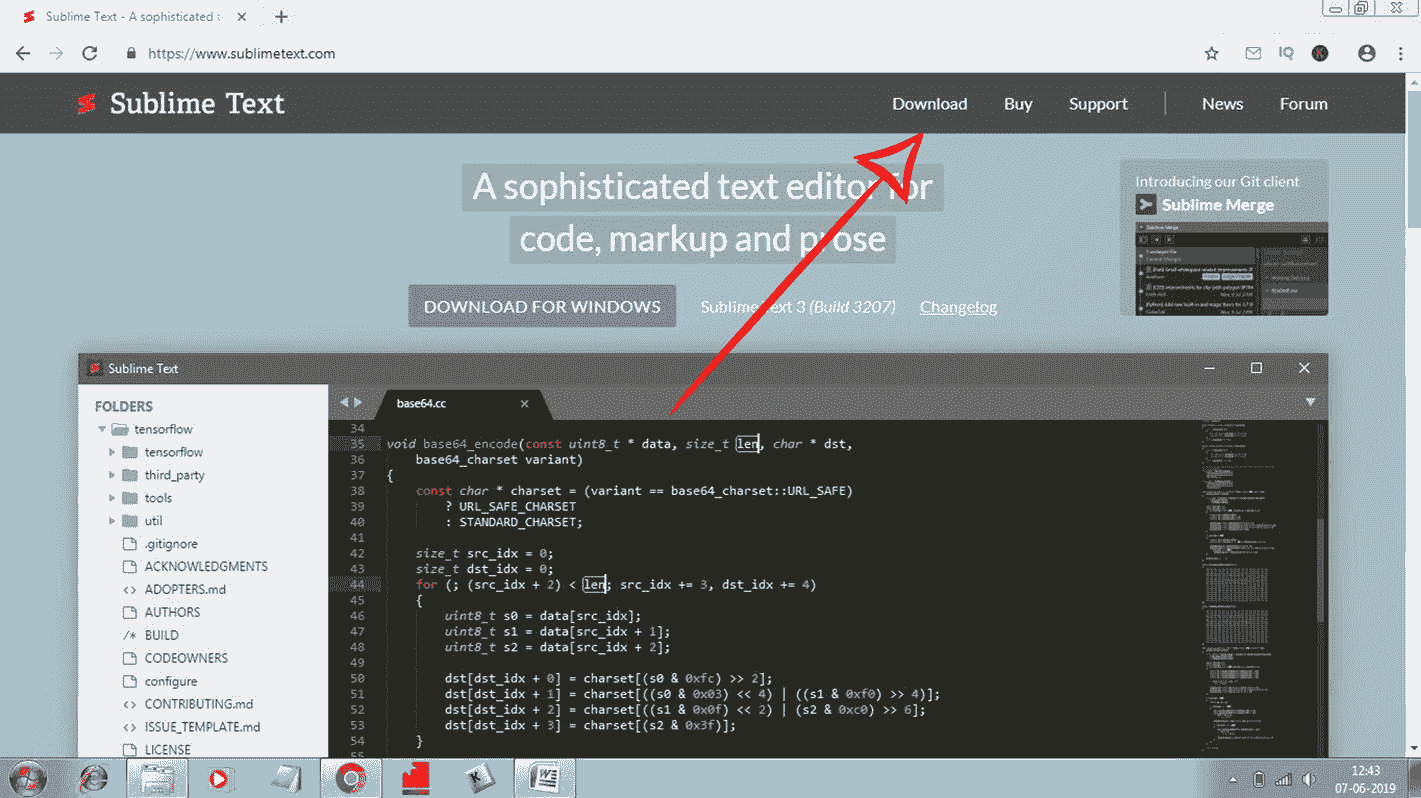 Sublime Text - A sophisticated t
https://www.sublimetext.com
IQ
K
Sublime Text
Download
Buy
Support
News
Forum
A sophisticated text editor for
code, markup and prose
Introducing our Git client
Sublime Merge
DOWNLOAD FOR WINDOWS
Sublime Text 3 (Build 3207)
Changelog
Sublime Text
FOLDERS
tensorflow
tensorflow
third_party
tools
util
.gitignore
ACKNOWLEDGMENTS
<> ADOPTERS.md
AUTHORS
/* BUILD
CODEOWNERS
configure
<> CONTRIBUTING.md
<> ISSUE_TEMPLATE.md
LICENSE
base64.cc
34
35 void base64_encode(const uint8_t * data, size_t len, char * dst,
36     base64_charset variant)
37 {
38     const char * charset = (variant == base64_charset::URL_SAFE)
39         ? URL_SAFE_CHARSET
40         : STANDARD_CHARSET;
41
42     size_t src_idx = 0;
43     size_t dst_idx = 0;
44     for (; (src_idx + 2) < len; src_idx += 3, dst_idx += 4)
45     {
46         uint8_t s0 = data[src_idx];
47         uint8_t s1 = data[src_idx + 1];
48         uint8_t s2 = data[src_idx + 2];
49
50         dst[dst_idx + 0] = charset[(s0 & 0xfc) >> 2];
51         dst[dst_idx + 1] = charset[((s0 & 0x03) << 4) | ((s1 & 0xf0) >> 4)];
52         dst[dst_idx + 2] = charset[((s1 & 0x0f) << 2) | (s2 & 0xc0) >> 6];
53         dst[dst_idx + 3] = charset[(s2 & 0x3f)];
54     }
55
K
W
12:43
07-06-2019